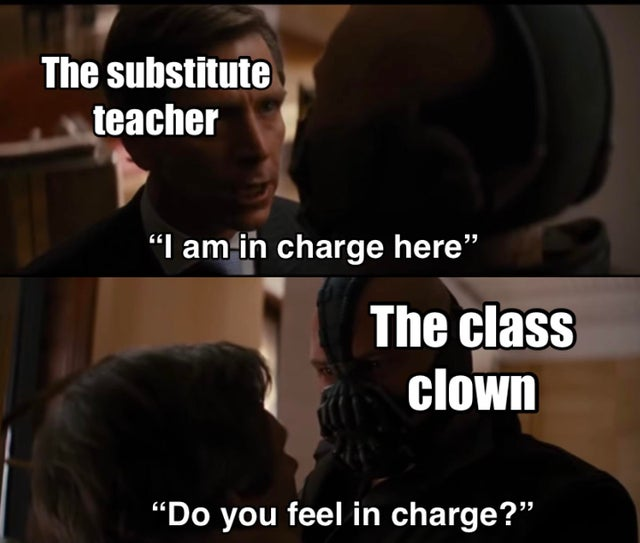 The substitute
teacher
“I am in charge here”
The class
clown
“Do you feel in charge?”